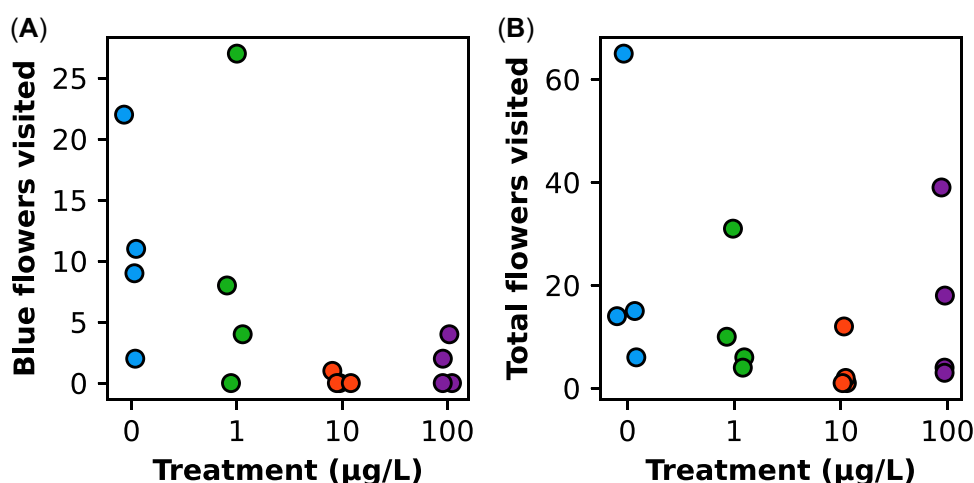 (A)
Blue flowers visited
25
20
15
10
5
0
0 1 10 100
Treatment (µg/L)
(B)
Total flowers visited
60
40
20
0
0 1 10 100
Treatment (µg/L)